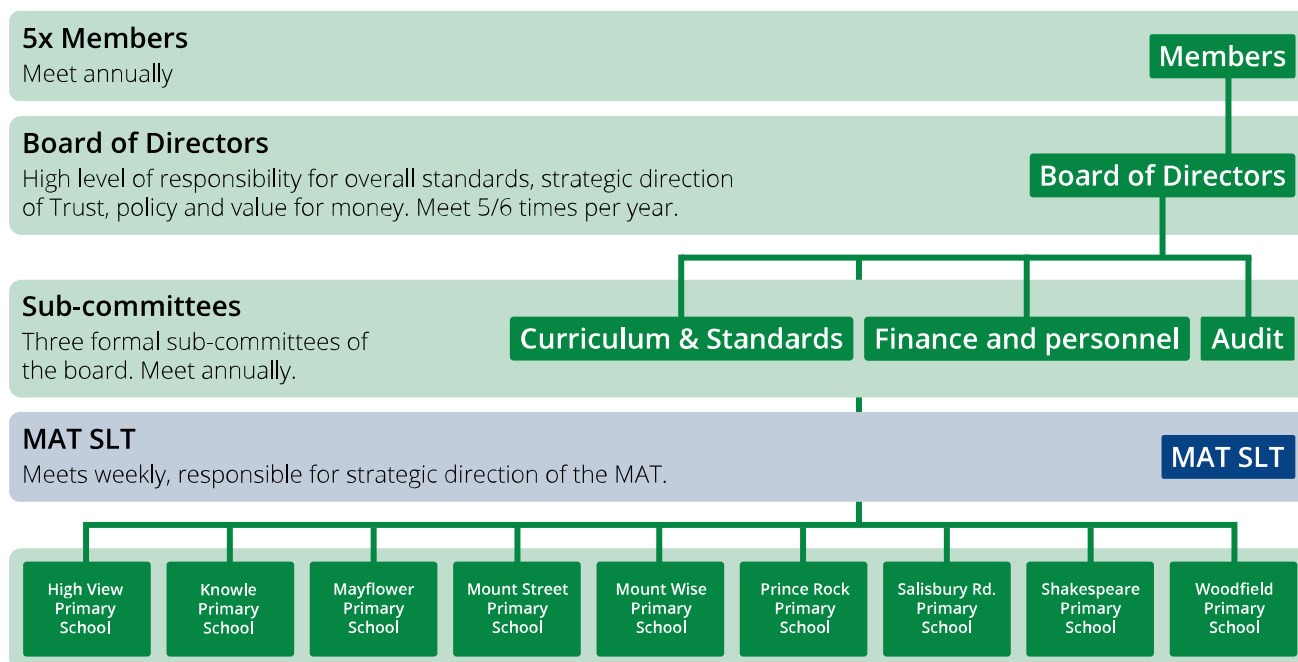 5x Members
Meet annually
Members
Board of Directors
High level of responsibility for overall standards, strategic direction
of Trust, policy and value for money. Meet 5/6 times per year.
Board of Directors
Sub-committees
Three formal sub-committees of
the board. Meet annually.
Curriculum & Standards
Finance and personnel
Audit
MAT SLT
Meets weekly, responsible for strategic direction of the MAT.
MAT SLT
High View
Primary
School
Knowle
Primary
School
Mayflower
Primary
School
Mount Street
Primary
School
Mount Wise
Primary
School
Prince Rock
Primary
School
Salisbury Rd.
Primary
School
Shakespeare
Primary
School
Woodfield
Primary
School